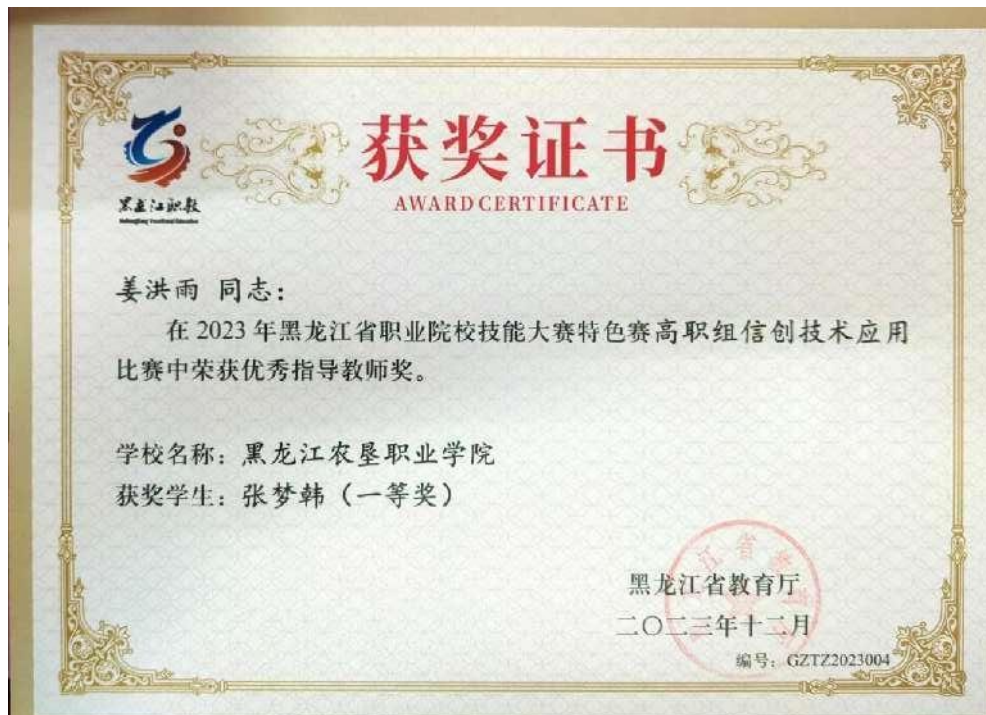 获奖证书
AWARD CERTIFICATE
黑龙江职教
Heilongjiang Vocational Education
姜洪雨 同志：
在 2023 年黑龙江省职业院校技能大赛特色赛高职组信创技术应用
比赛中荣获优秀指导教师奖。
学校名称：黑龙江农垦职业学院
获奖学生：张梦韩（一等奖）
黑龙江省教育厅
二〇二三年十二月
编号：GZTZ2023004